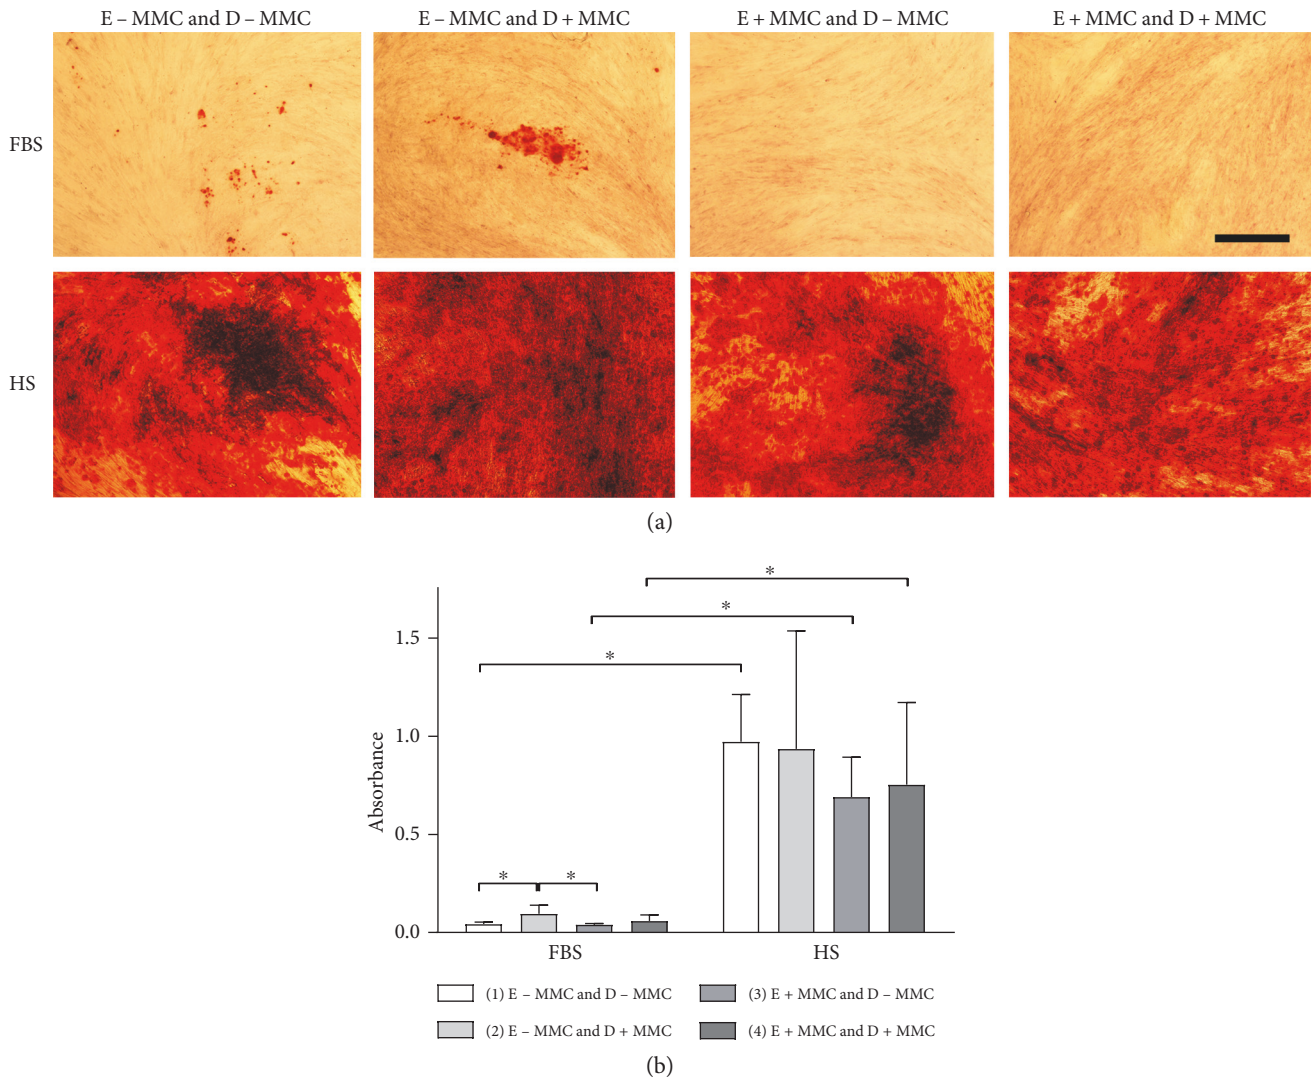 E – MMC and D – MMC
E – MMC and D + MMC
E + MMC and D – MMC
E + MMC and D + MMC
FBS
HS
(a)
*
*
*
*
*
1.5
1.0
0.5
0.0
Absorbance
FBS
HS
(1) E – MMC and D – MMC
(3) E + MMC and D – MMC
(2) E – MMC and D + MMC
(4) E + MMC and D + MMC
(b)